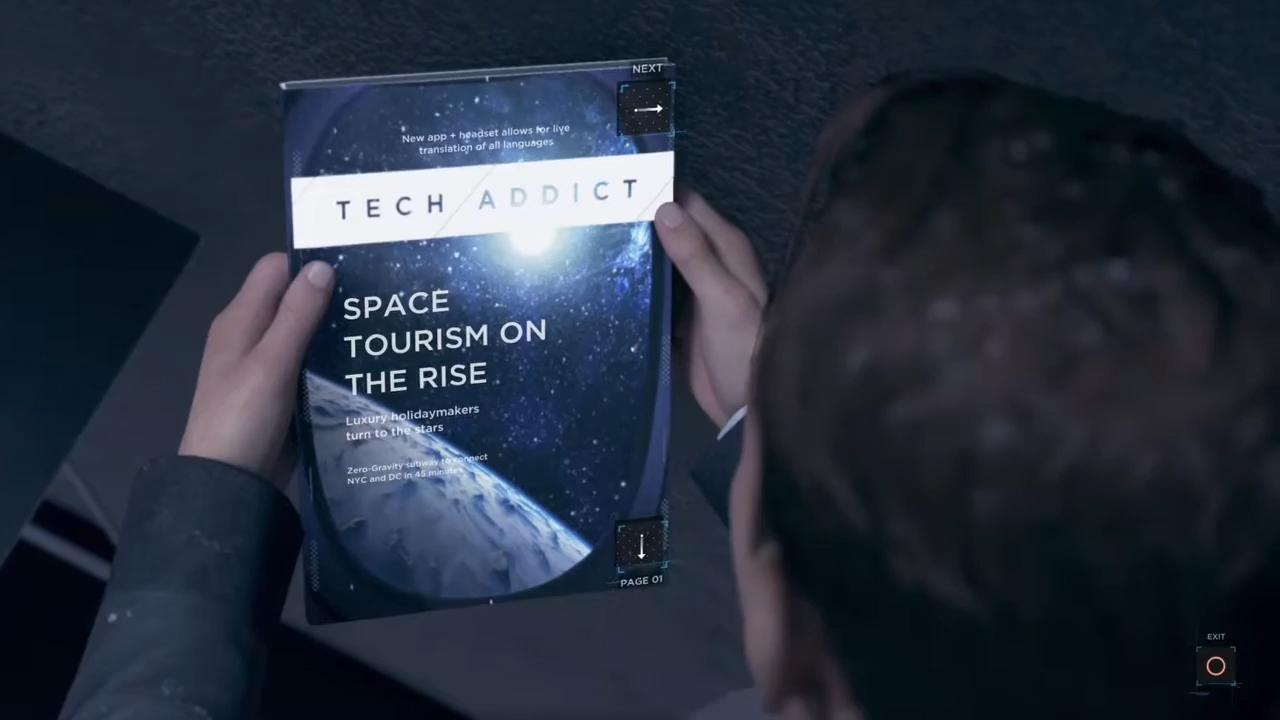 NEXT
New app + headset allows for live
translation of all languages
TECH ADDICT
SPACE
TOURISM ON
THE RISE
Luxury holidaymakers
turn to the stars
Zero-Gravity subway to connect
NYC and DC in 45 minutes
PAGE 01
EXIT